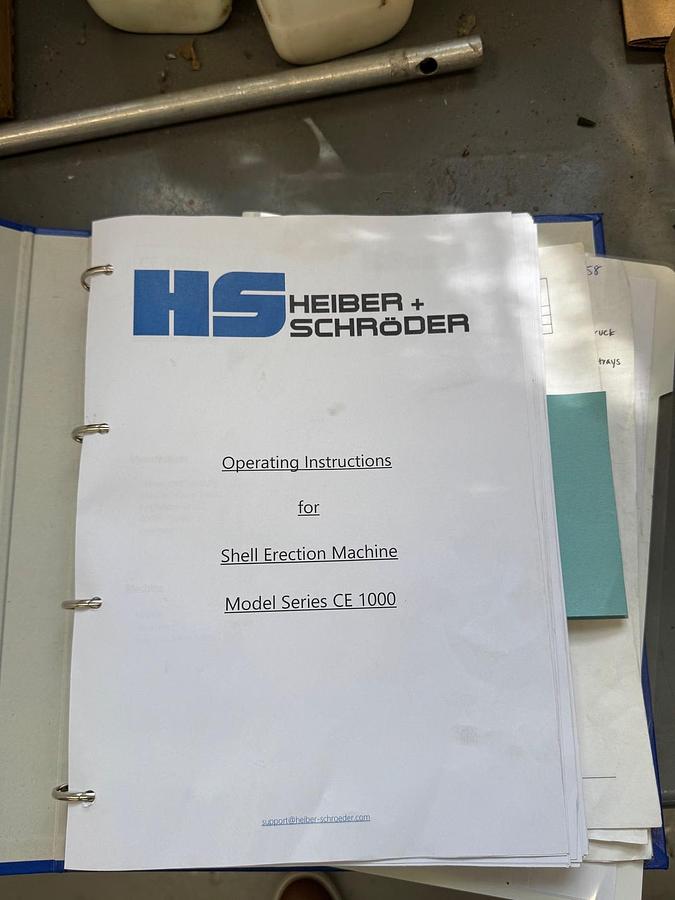 HS HEIBER +
SCHRÖDER
Operating Instructions
for
Shell Erection Machine
Model Series CE 1000
support@heiber-schroeder.com
58
trays